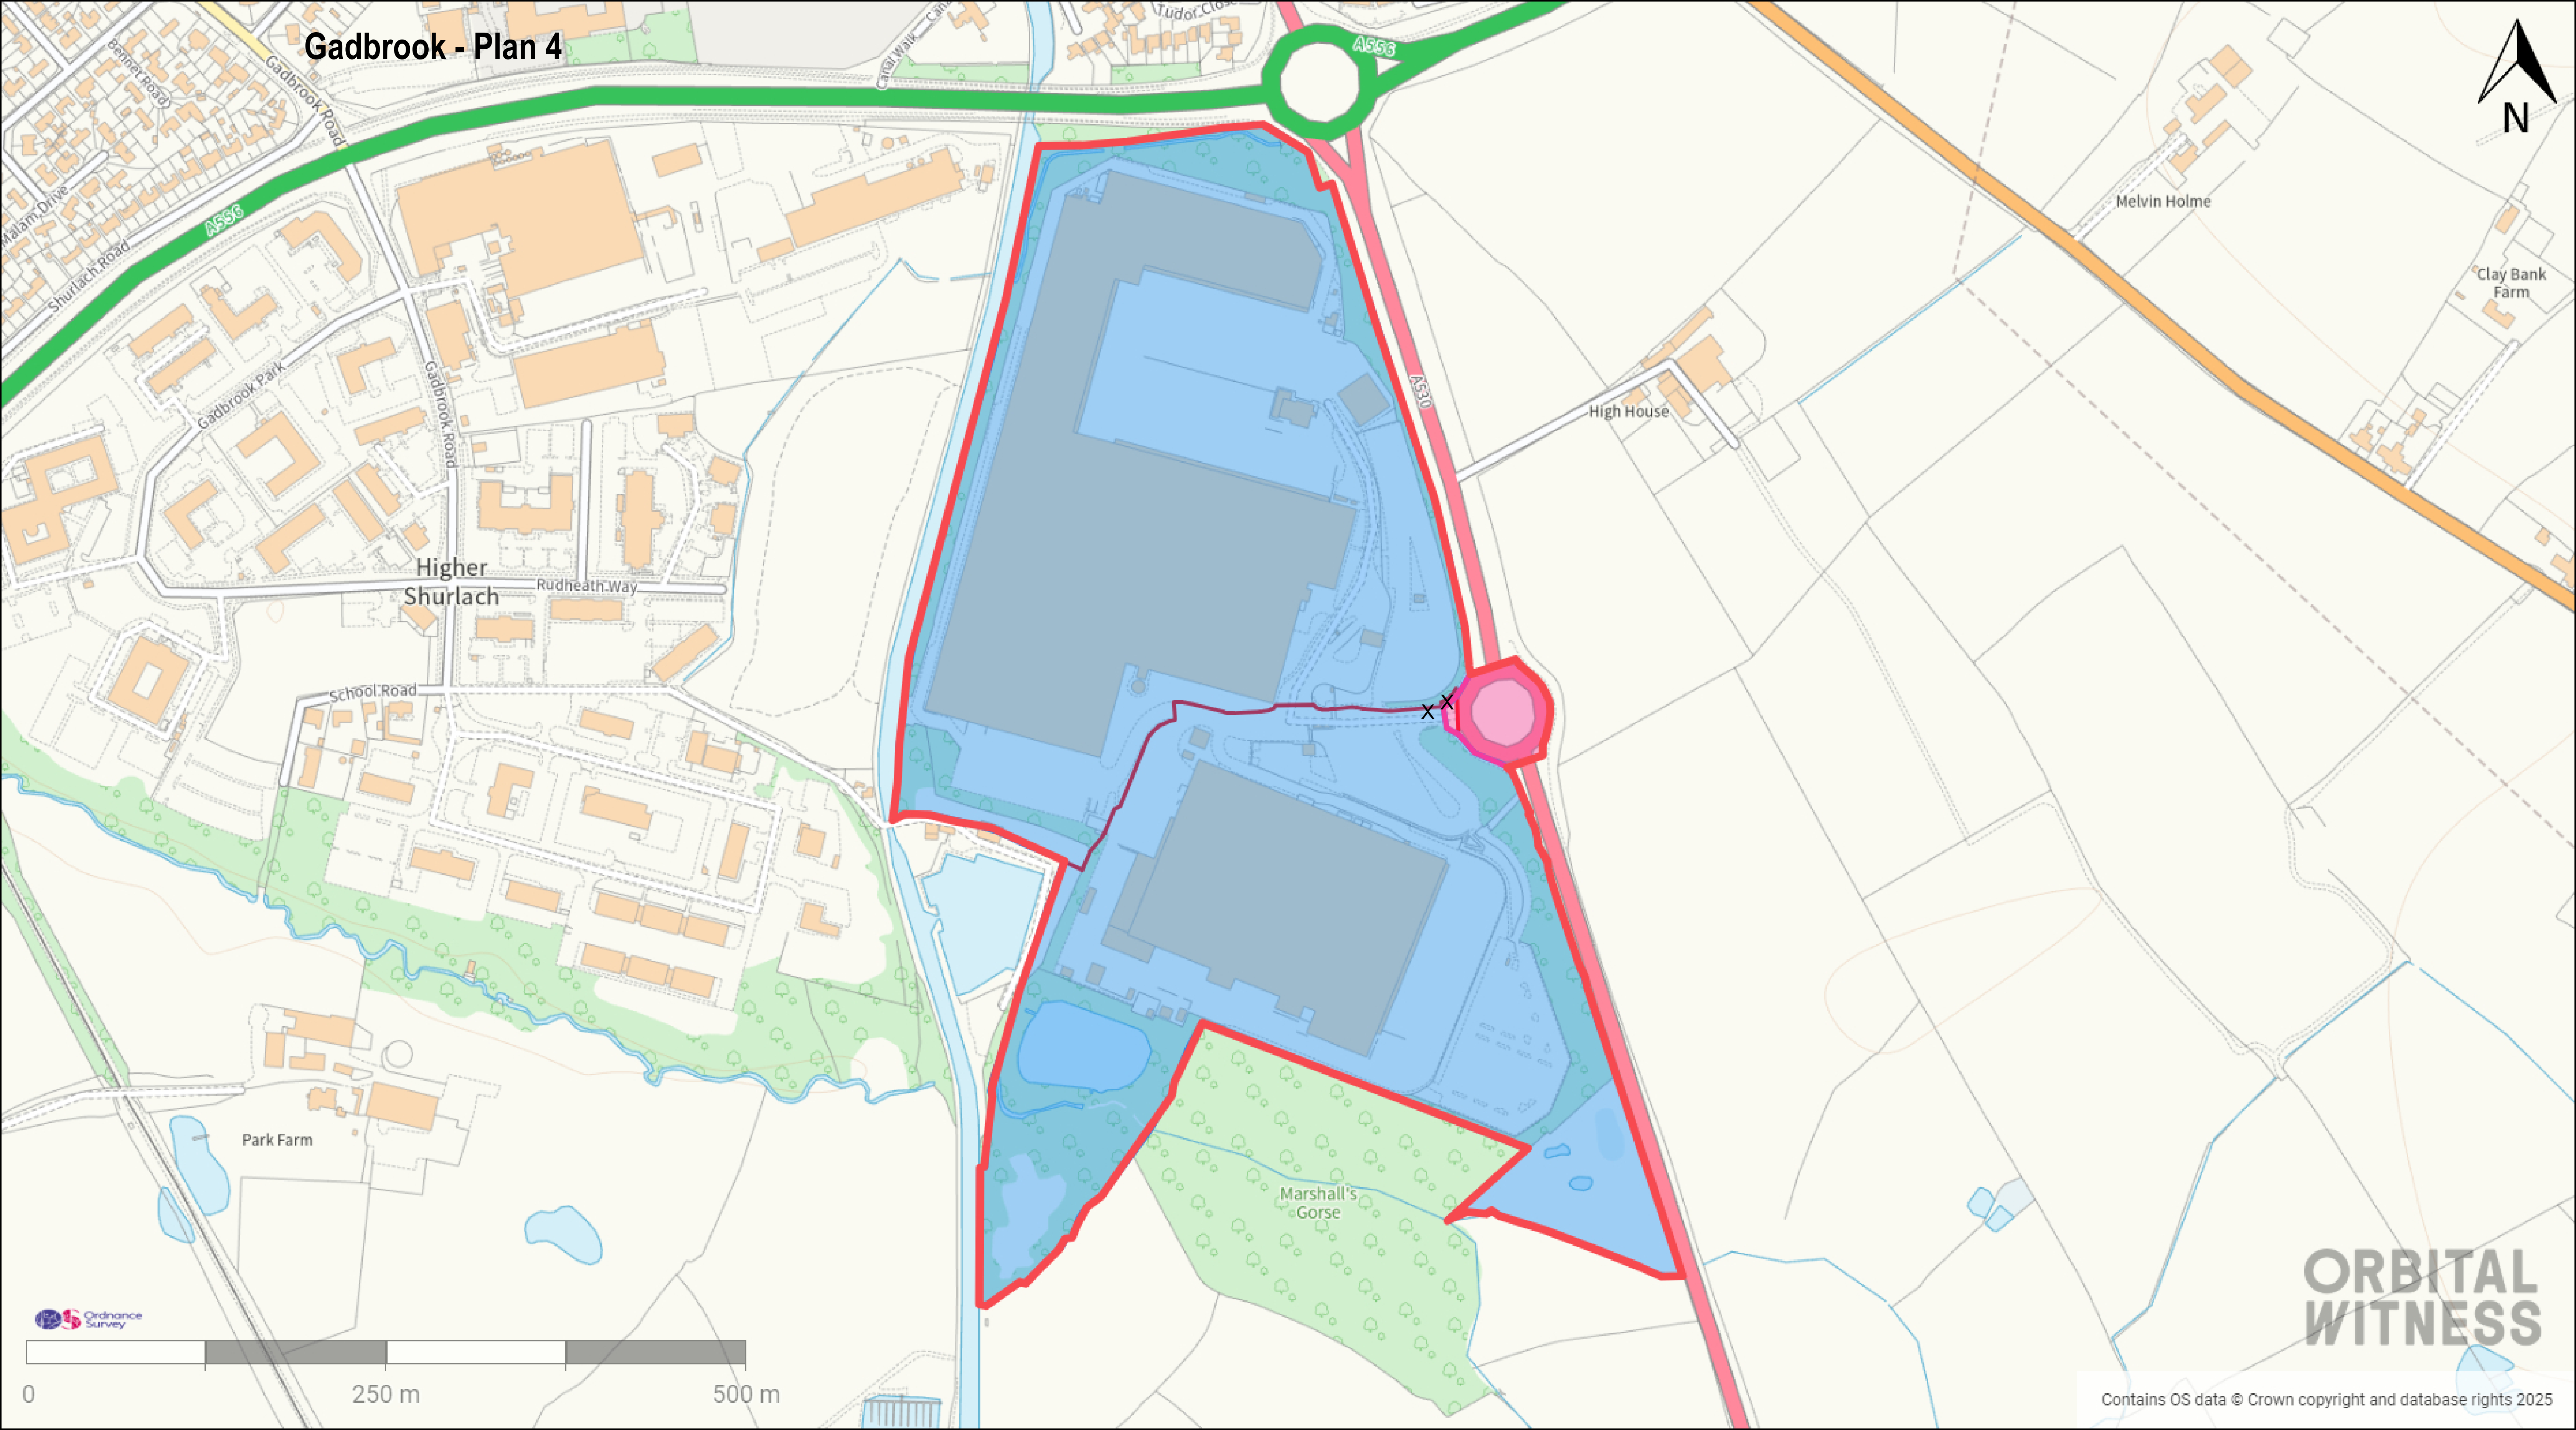 Gadbrook - Plan 4
Tudor Close
Bennet Road
Gadbrook Road
Canal Walk
A556
N
Malam Drive
A556
Shurlach Road
Melvin Holme
Clay Bank
Farm
Gadbrook Park
Gadbrook Road
A530
High House
Higher
Shurlach
Rudheath Way
School Road
X
X
Park Farm
Marshall's
Gorse
ORBITAL
WITNESS
Ordnance
Survey
0
250 m
500 m
Contains OS data © Crown copyright and database rights 2025